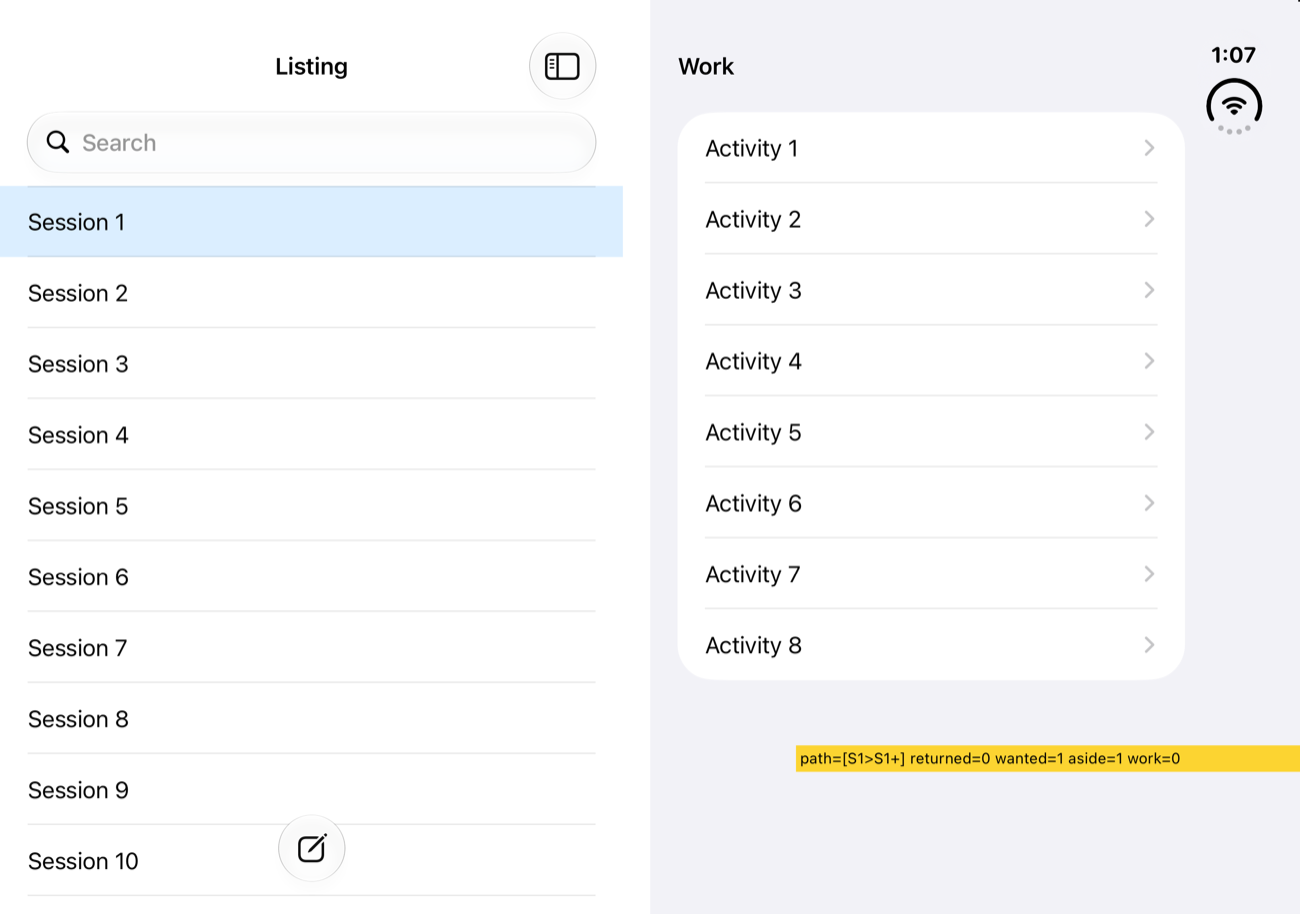 Listing
Search
Session 1
Session 2
Session 3
Session 4
Session 5
Session 6
Session 7
Session 8
Session 9
Session 10
Work
1:07
Activity 1
Activity 2
Activity 3
Activity 4
Activity 5
Activity 6
Activity 7
Activity 8
path=[S1>S1+] returned=0 wanted=1 aside=1 work=0